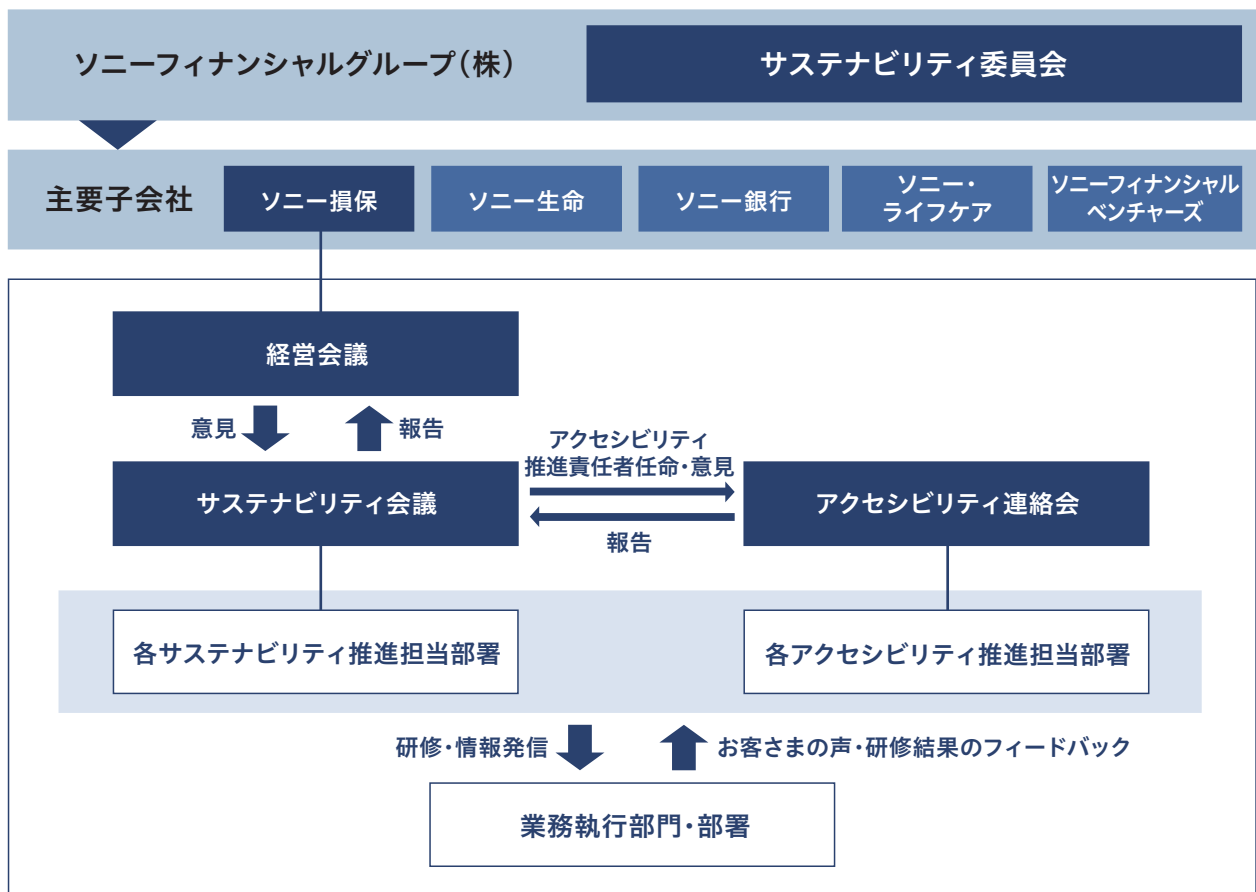 ソニーフィナンシャルグループ(株)
サステナビリティ委員会
主要子会社
ソニー損保
ソニー生命
ソニー銀行
ソニー・
ライフケア
ソニーフィナンシャル
ベンチャーズ
経営会議
意見
報告
アクセシビリティ
推進責任者任命・意見
サステナビリティ会議
アクセシビリティ連絡会
報告
各サステナビリティ推進担当部署
各アクセシビリティ推進担当部署
研修・情報発信
お客さまの声・研修結果のフィードバック
業務執行部門・部署